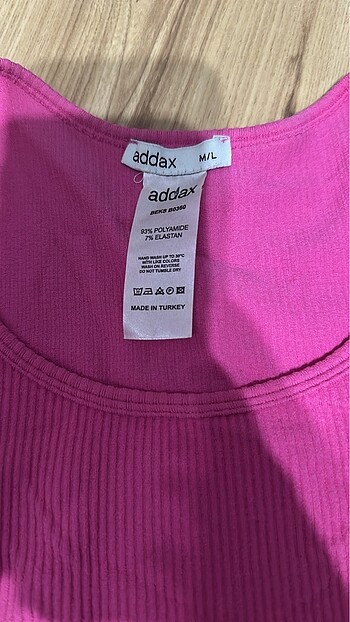 addax M/L
addax
BEKS B0360
93% POLYAMIDE
7% ELASTAN
HAND WASH UP TO 30°C
WITH LIKE COLORS
WASH ON REVERSE
DO NOT TUMBLE DRY
MADE IN TURKEY